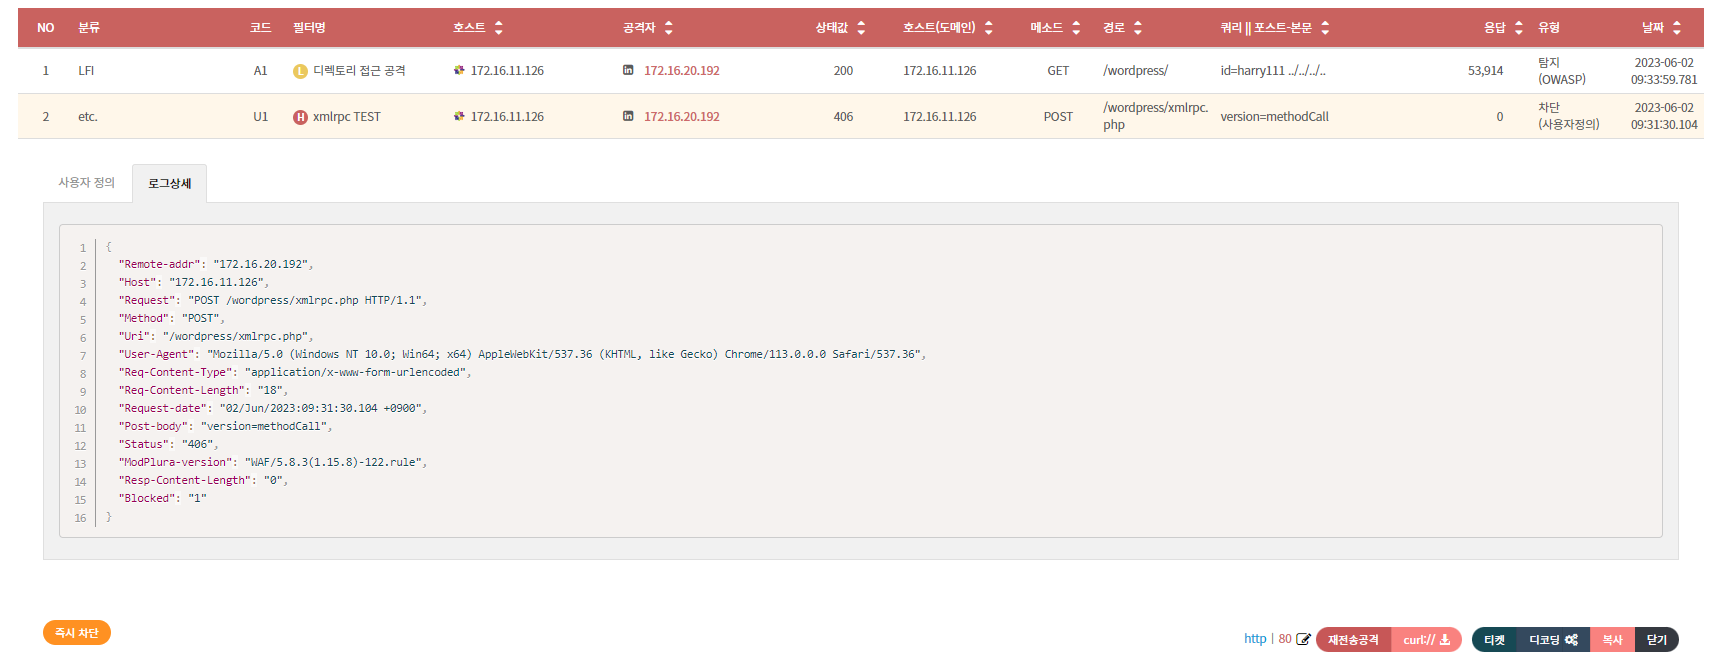 NO 분류 코드 필터명 호스트 공격자 상태값 호스트(도메인) 메소드 경로 쿼리 || 포스트-본문 응답 유형 날짜
1 LFI A1 L 디렉토리 접근 공격 172.16.11.126 172.16.20.192 200 172.16.11.126 GET /wordpress/ id=harry111 ../../../.. 53,914 탐지 (OWASP) 2023-06-02 09:33:59.781
2 etc. U1 H xmlrpc TEST 172.16.11.126 172.16.20.192 406 172.16.11.126 POST /wordpress/xmlrpc.php version=methodCall 0 차단 (사용자정의) 2023-06-02 09:31:30.104
사용자 정의 로그상세
1 {
2 "Remote-addr": "172.16.20.192",
3 "Host": "172.16.11.126",
4 "Request": "POST /wordpress/xmlrpc.php HTTP/1.1",
5 "Method": "POST",
6 "Uri": "/wordpress/xmlrpc.php",
7 "User-Agent": "Mozilla/5.0 (Windows NT 10.0; Win64; x64) AppleWebKit/537.36 (KHTML, like Gecko) Chrome/113.0.0.0 Safari/537.36",
8 "Req-Content-Type": "application/x-www-form-urlencoded",
9 "Req-Content-Length": "18",
10 "Request-date": "02/Jun/2023:09:31:30.104 +0900",
11 "Post-body": "version=methodCall",
12 "Status": "406",
13 "ModPlura-version": "WAF/5.8.3(1.15.8)-122.rule",
14 "Resp-Content-Length": "0",
15 "Blocked": "1"
16 }
즉시 차단 http | 80 재전송공격 curl:// 티켓 디코딩 복사 닫기